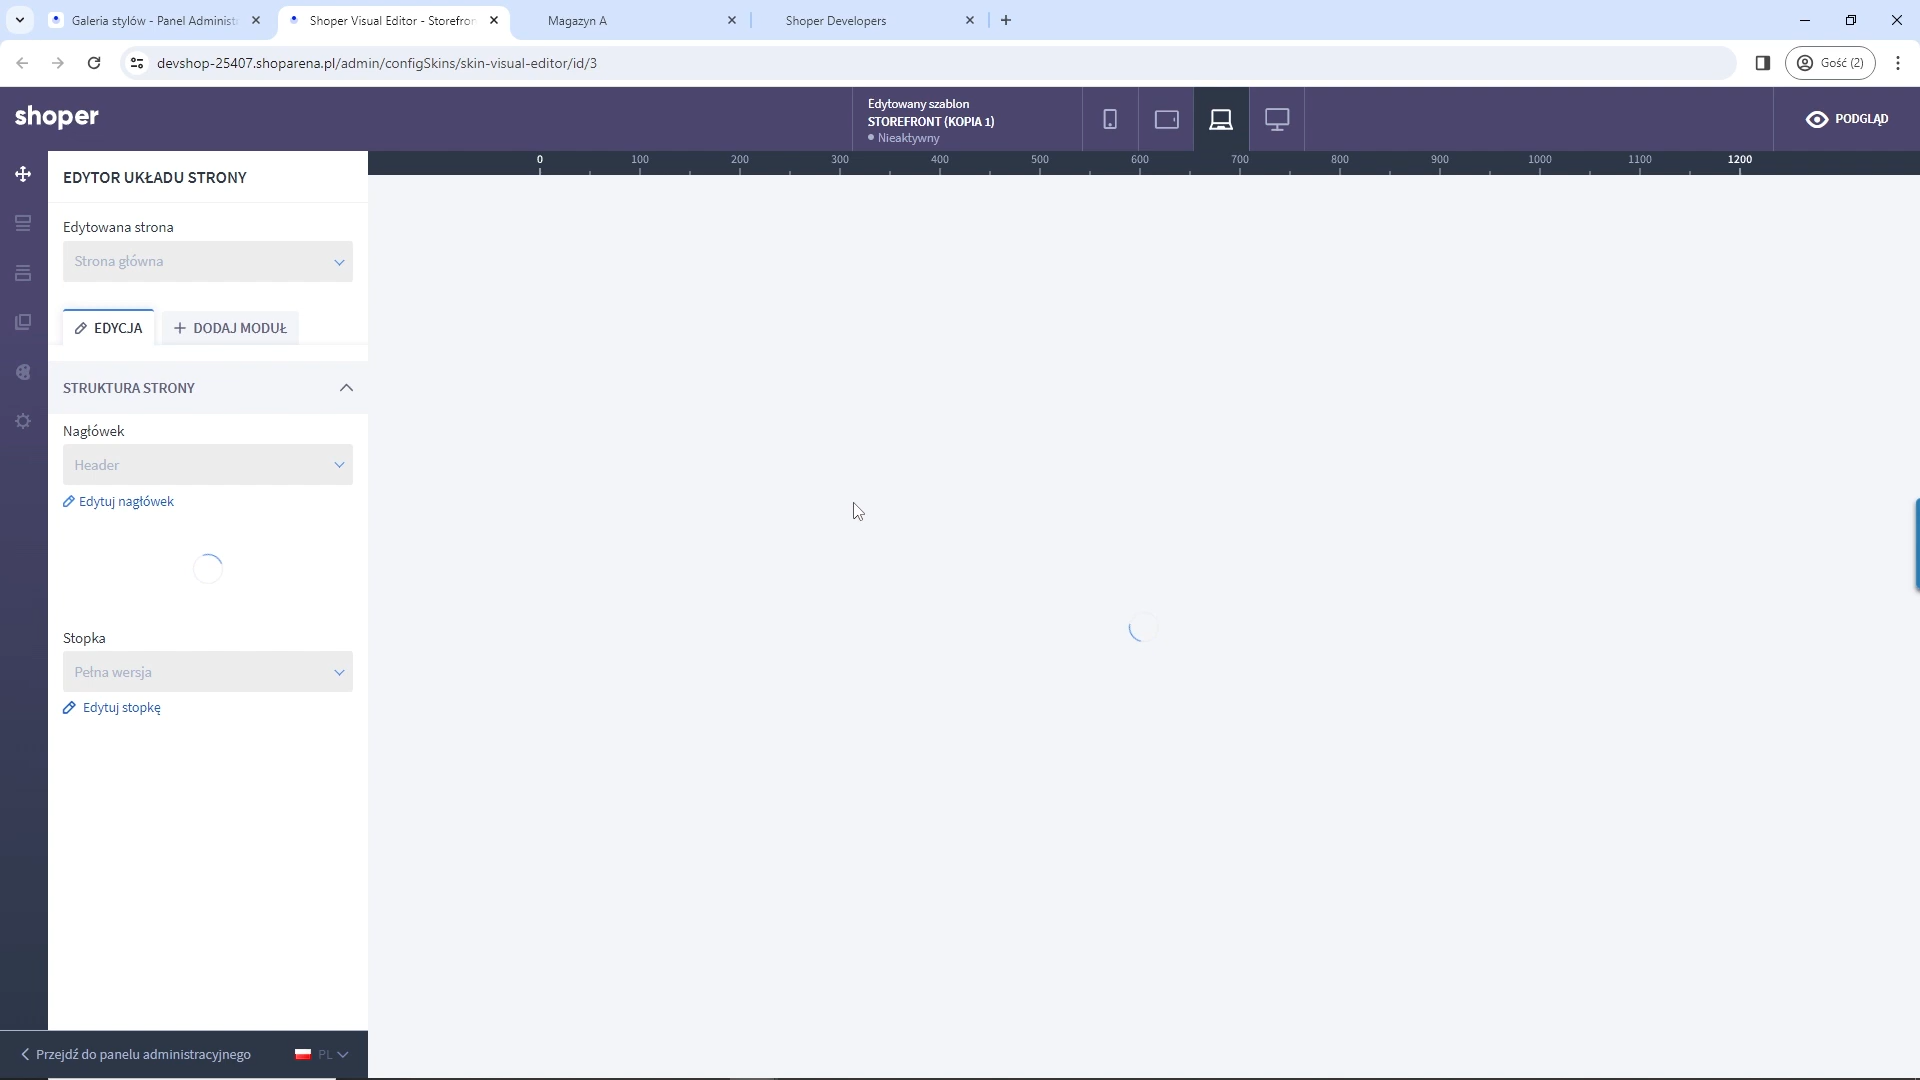 Galeria stylów - Panel Administ
Shoper Visual Editor - Storefron
Magazyn A
Shoper Developers
devshop-25407.shoparena.pl/admin/configSkins/skin-visual-editor/id/3
Gość (2)
shoper
Edytowany szablon
STOREFRONT (KOPIA 1)
Nieaktywny
PODGLĄD
0 100 200 300 400 500 600 700 800 900 1000 1100 1200
EDYTOR UKŁADU STRONY
Edytowana strona
Strona główna
EDYCJA
DODAJ MODUŁ
STRUKTURA STRONY
Nagłówek
Header
Edytuj nagłówek
Stopka
Pełna wersja
Edytuj stopkę
Przejdź do panelu administracyjnego
PL